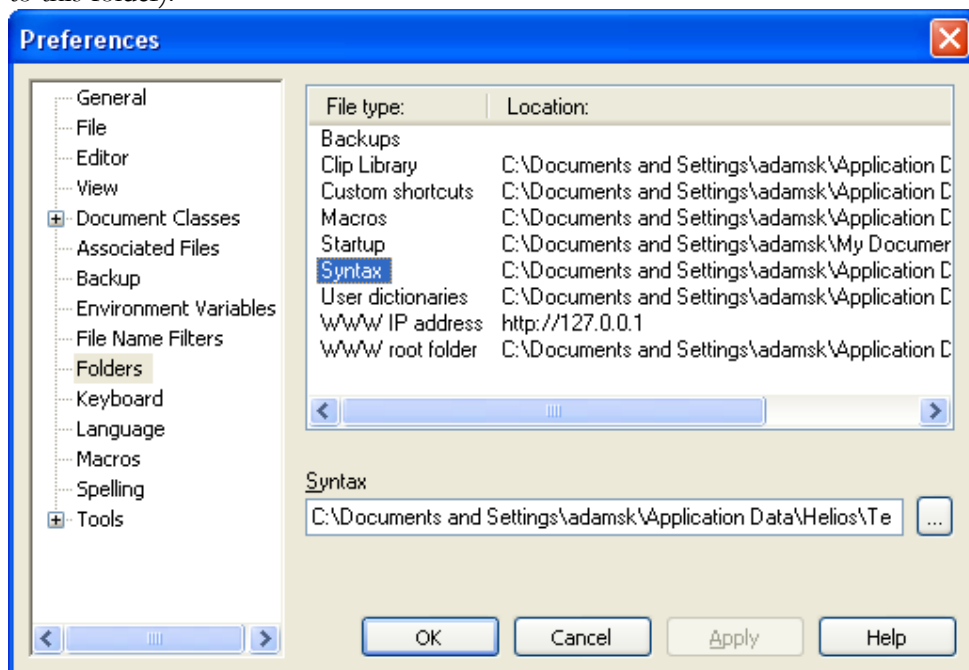 to this folder).
Preferences
General
File
Editor
View
Document Classes
Associated Files
Backup
Environment Variables
File Name Filters
Folders
Keyboard
Language
Macros
Spelling
Tools
File type: Location:
Backups
Clip Library C:\Documents and Settings\adamsk\Application D
Custom shortcuts C:\Documents and Settings\adamsk\Application D
Macros C:\Documents and Settings\adamsk\Application D
Startup C:\Documents and Settings\adamsk\My Documer
Syntax C:\Documents and Settings\adamsk\Application D
User dictionaries C:\Documents and Settings\adamsk\Application D
WWW IP address http://127.0.0.1
WWW root folder C:\Documents and Settings\adamsk\Application D
Syntax
C:\Documents and Settings\adamsk\Application Data\Helios\Te ...
OK Cancel Apply Help